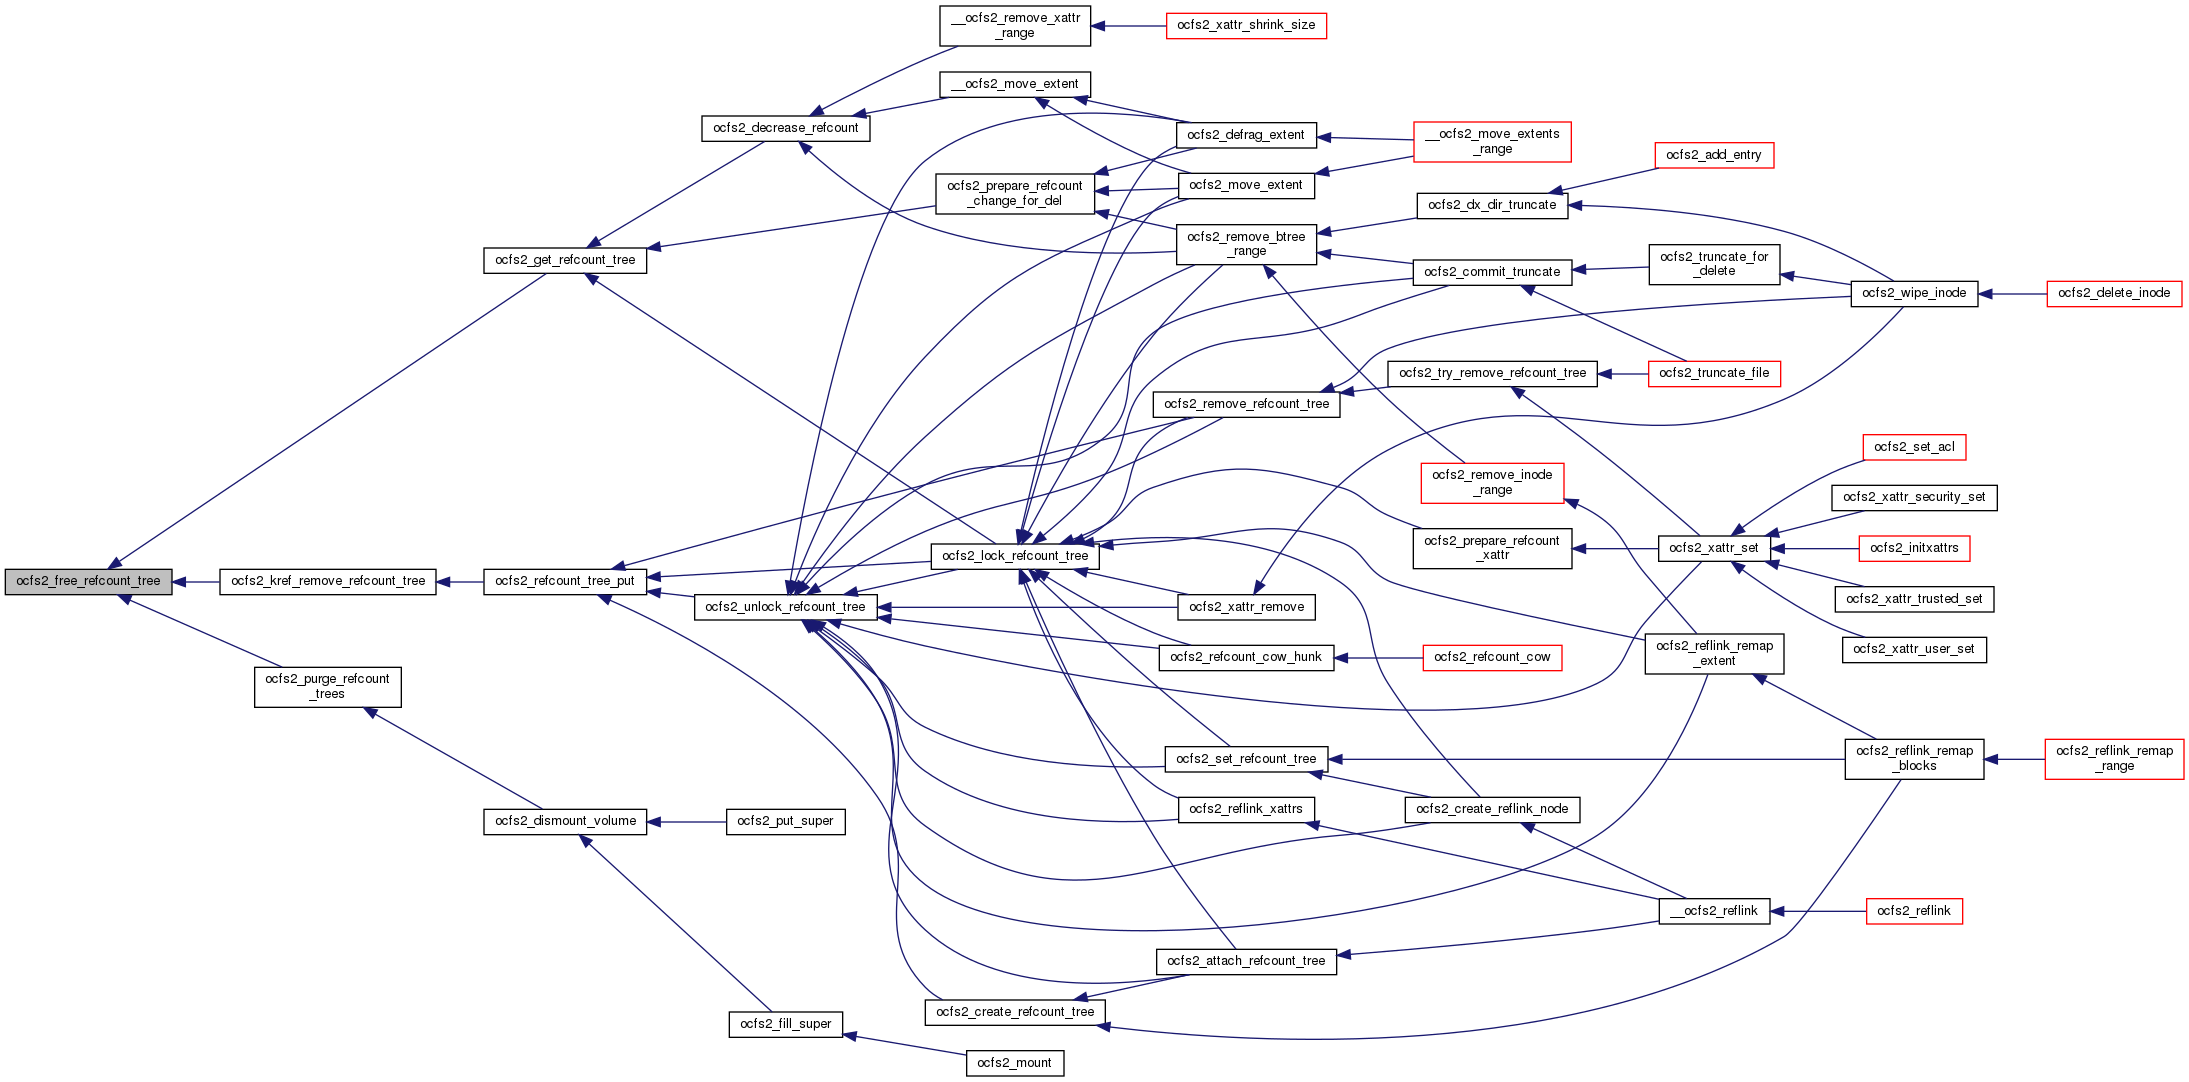 __ocfs2_remove_xattr
_range
ocfs2_xattr_shrink_size
__ocfs2_move_extent
ocfs2_decrease_refcount
ocfs2_defrag_extent
__ocfs2_move_extents
_range
ocfs2_add_entry
ocfs2_prepare_refcount
_change_for_del
ocfs2_move_extent
ocfs2_dx_dir_truncate
ocfs2_get_refcount_tree
ocfs2_remove_btree
_range
ocfs2_commit_truncate
ocfs2_truncate_for
_delete
ocfs2_wipe_inode
ocfs2_delete_inode
ocfs2_try_remove_refcount_tree
ocfs2_truncate_file
ocfs2_remove_refcount_tree
ocfs2_set_acl
ocfs2_remove_inode
_range
ocfs2_xattr_security_set
ocfs2_lock_refcount_tree
ocfs2_prepare_refcount
_xattr
ocfs2_xattr_set
ocfs2_initxattrs
ocfs2_free_refcount_tree
ocfs2_kref_remove_refcount_tree
ocfs2_refcount_tree_put
ocfs2_unlock_refcount_tree
ocfs2_xattr_remove
ocfs2_xattr_trusted_set
ocfs2_refcount_cow_hunk
ocfs2_refcount_cow
ocfs2_reflink_remap
_extent
ocfs2_xattr_user_set
ocfs2_purge_refcount
_trees
ocfs2_set_refcount_tree
ocfs2_reflink_remap
_blocks
ocfs2_reflink_remap
_range
ocfs2_dismount_volume
ocfs2_put_super
ocfs2_reflink_xattrs
ocfs2_create_reflink_node
__ocfs2_reflink
ocfs2_reflink
ocfs2_attach_refcount_tree
ocfs2_fill_super
ocfs2_create_refcount_tree
ocfs2_mount